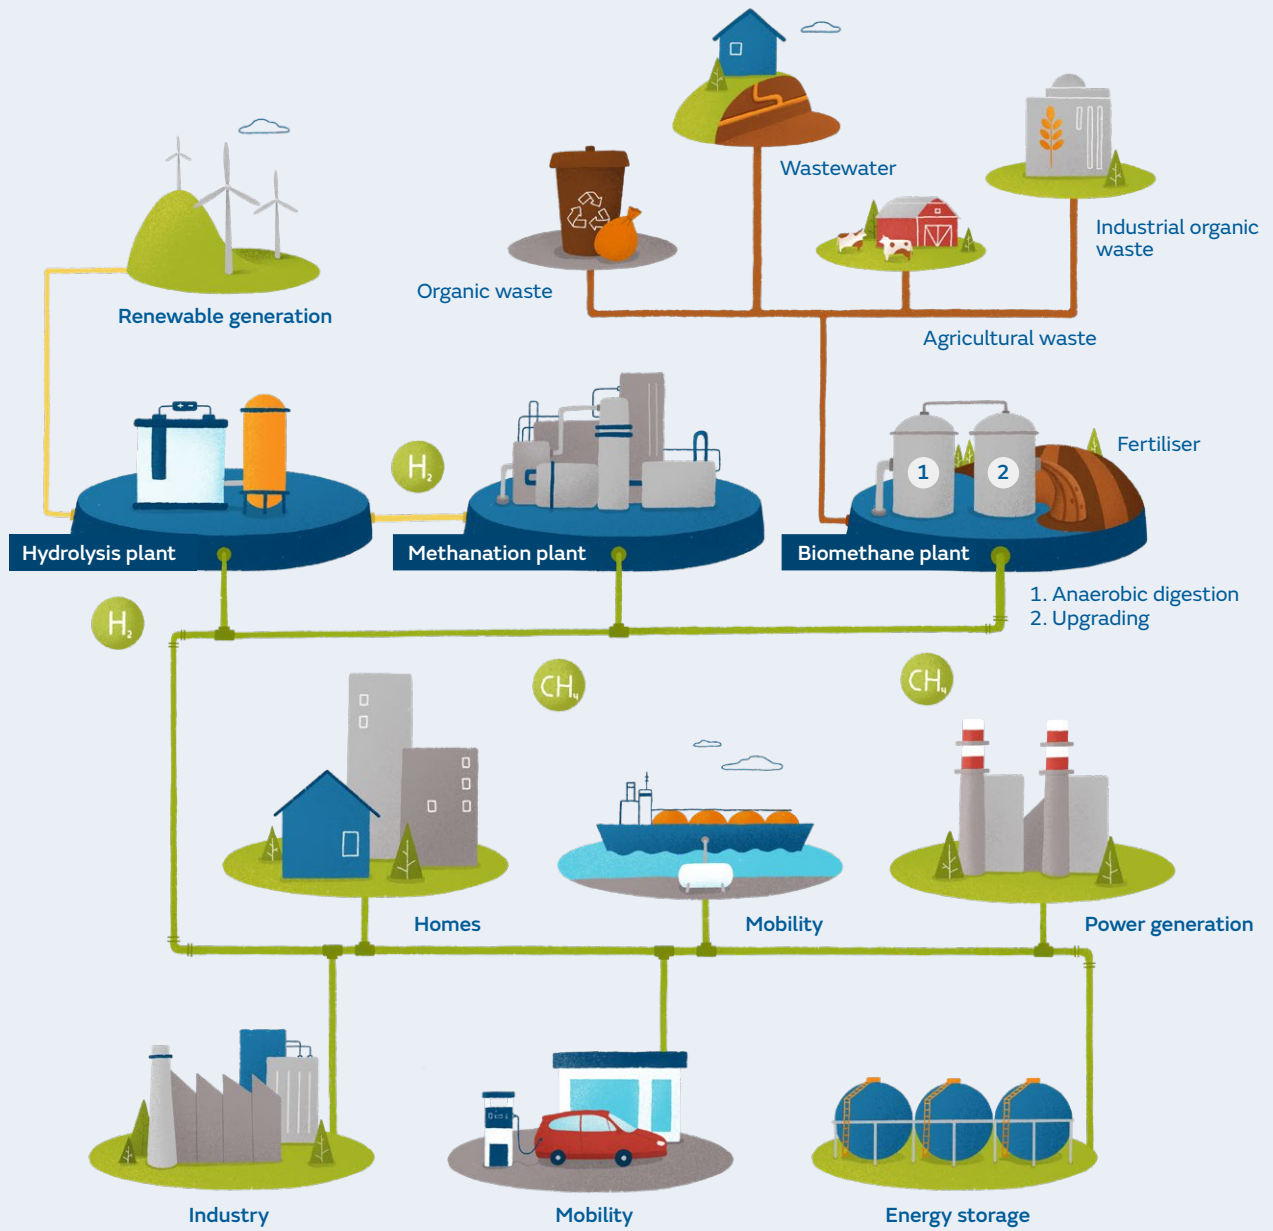 Wastewater
Industrial organic
waste
Organic waste
Renewable generation
Agricultural waste
H₂
1
2
Fertiliser
Hydrolysis plant
Methanation plant
Biomethane plant
1. Anaerobic digestion
2. Upgrading
H₂
CH₄
CH₄
Homes
Mobility
Power generation
Industry
Mobility
Energy storage